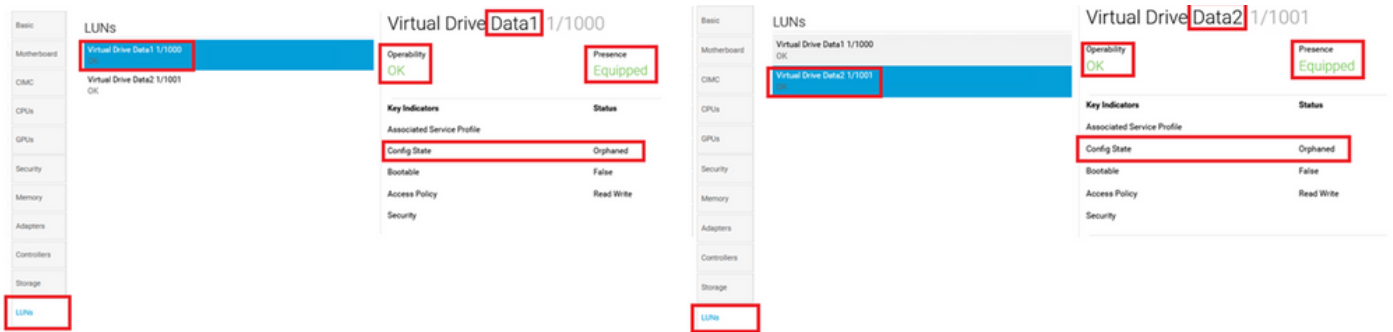 Basic
Motherboard
CIMC
CPUs
GPUs
Security
Memory
Adapters
Controllers
Storage
LUNs
LUNs
Virtual Drive Data1 1/1000
OK
Virtual Drive Data2 1/1001
OK
Virtual Drive Data1 1/1000
Operability Presence
OK Equipped
Key Indicators Status
Associated Service Profile
Config State Orphaned
Bootable False
Access Policy Read Write
Security
Basic
Motherboard
CIMC
CPUs
GPUs
Security
Memory
Adapters
Controllers
Storage
LUNs
LUNs
Virtual Drive Data1 1/1000
OK
Virtual Drive Data2 1/1001
OK
Virtual Drive Data2 1/1001
Operability Presence
OK Equipped
Key Indicators Status
Associated Service Profile
Config State Orphaned
Bootable False
Access Policy Read Write
Security